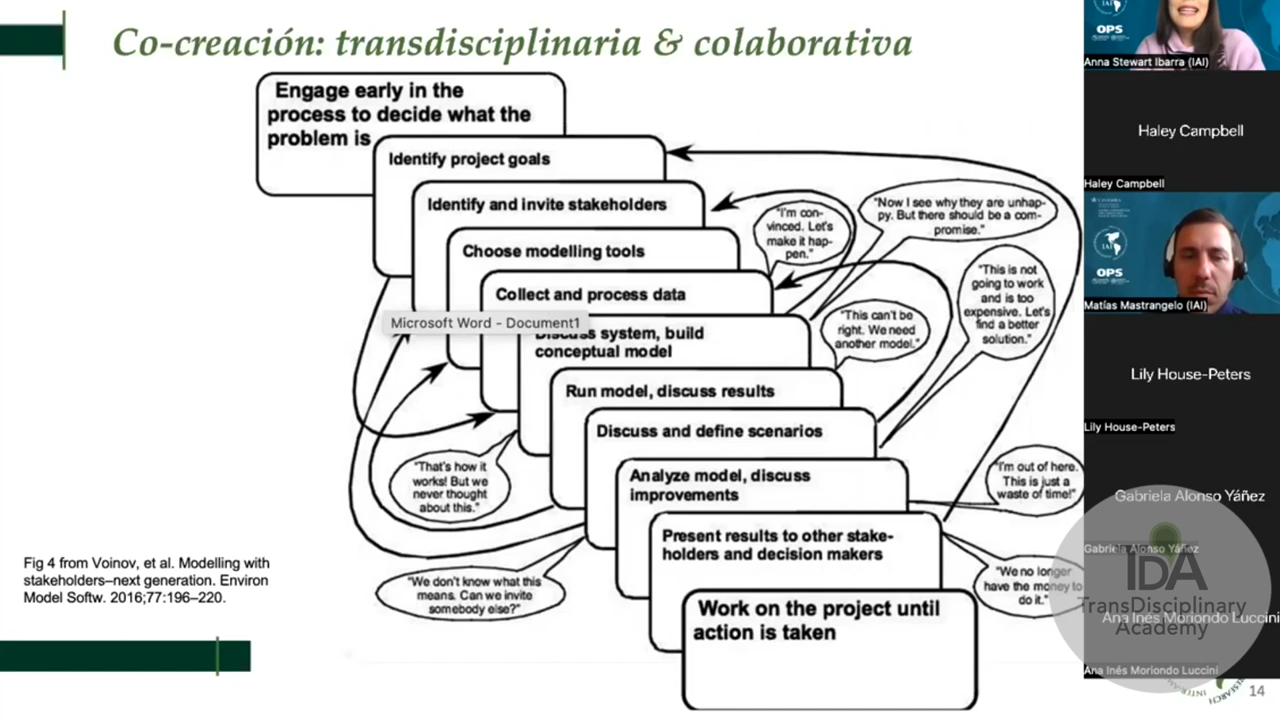 Co-creación: transdisciplinaria & colaborativa
Engage early in the
process to decide what the
problem is
Identify project goals
Identify and invite stakeholders
Choose modelling tools
Collect and process data
Microsoft Word - Document1
Discuss system, build
conceptual model
Run model, discuss results
Discuss and define scenarios
Analyze model, discuss
improvements
Present results to other stake-
holders and decision makers
Work on the project until
action is taken
"I'm con-
vinced. Let's
make it hap-
pen."
"Now I see why they are unhap-
py. But there should be a com-
promise."
"This is not
going to work
and is too
expensive. Let's
find a better
solution."
"This can't be
right. We need
another model."
"That's how it
works! But we
never thought
about this."
"I'm out of here.
This is just a
waste of time!"
"We don't know what this
means. Can we invite
somebody else?"
"We no longer
have the money to
do it."
Fig 4 from Voinov, et al. Modelling with
stakeholders–next generation. Environ
Model Softw. 2016;77:196–220.
OPS
Anna Stewart Ibarra (IAI)
Haley Campbell
Haley Campbell
IAI
OPS
Matías Mastrangelo (IAI)
Lily House-Peters
Lily House-Peters
Gabriela Alonso Yáñez
Gabriela Alonso Yáñez
TDA
TransDisciplinary
Academy
Ana Inés Moriondo Luccini
Ana Inés Moriondo Luccini
14